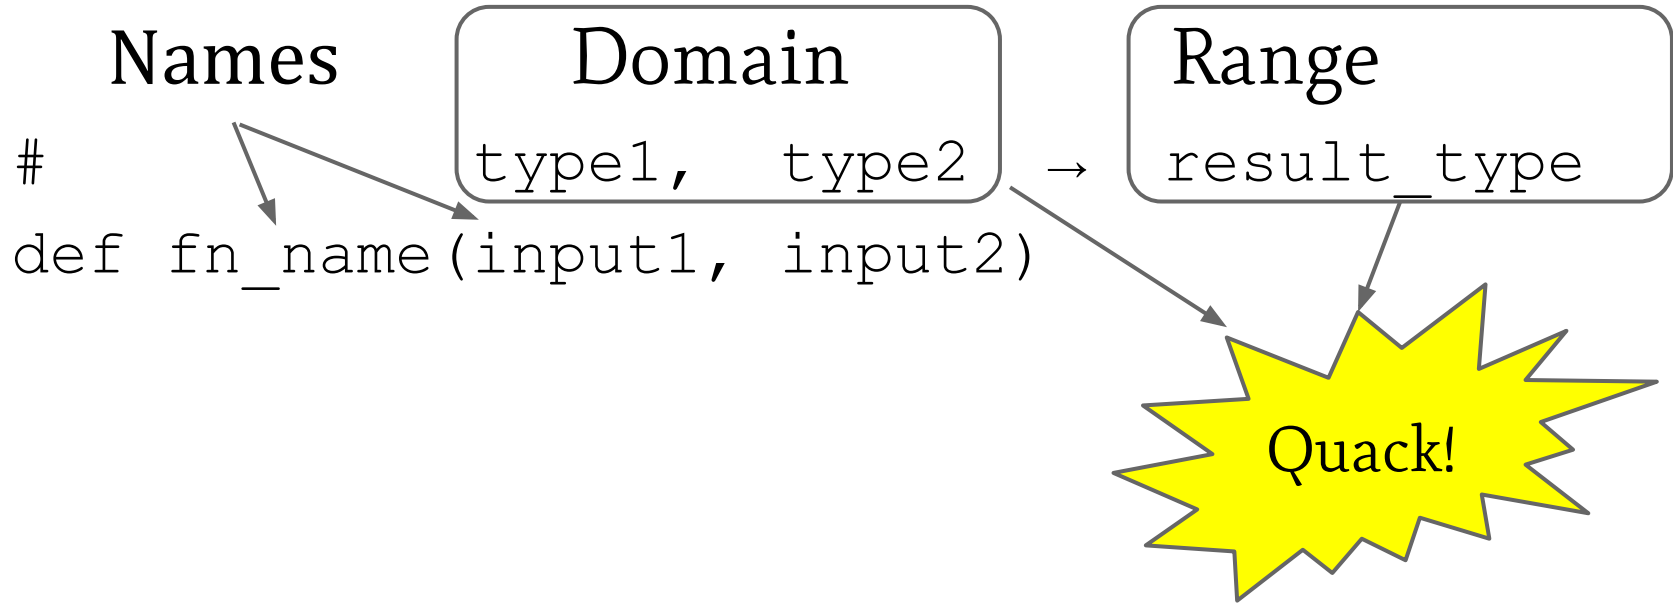 Names Domain Range
# type1, type2 → result_type
def fn_name(input1, input2)
Quack!